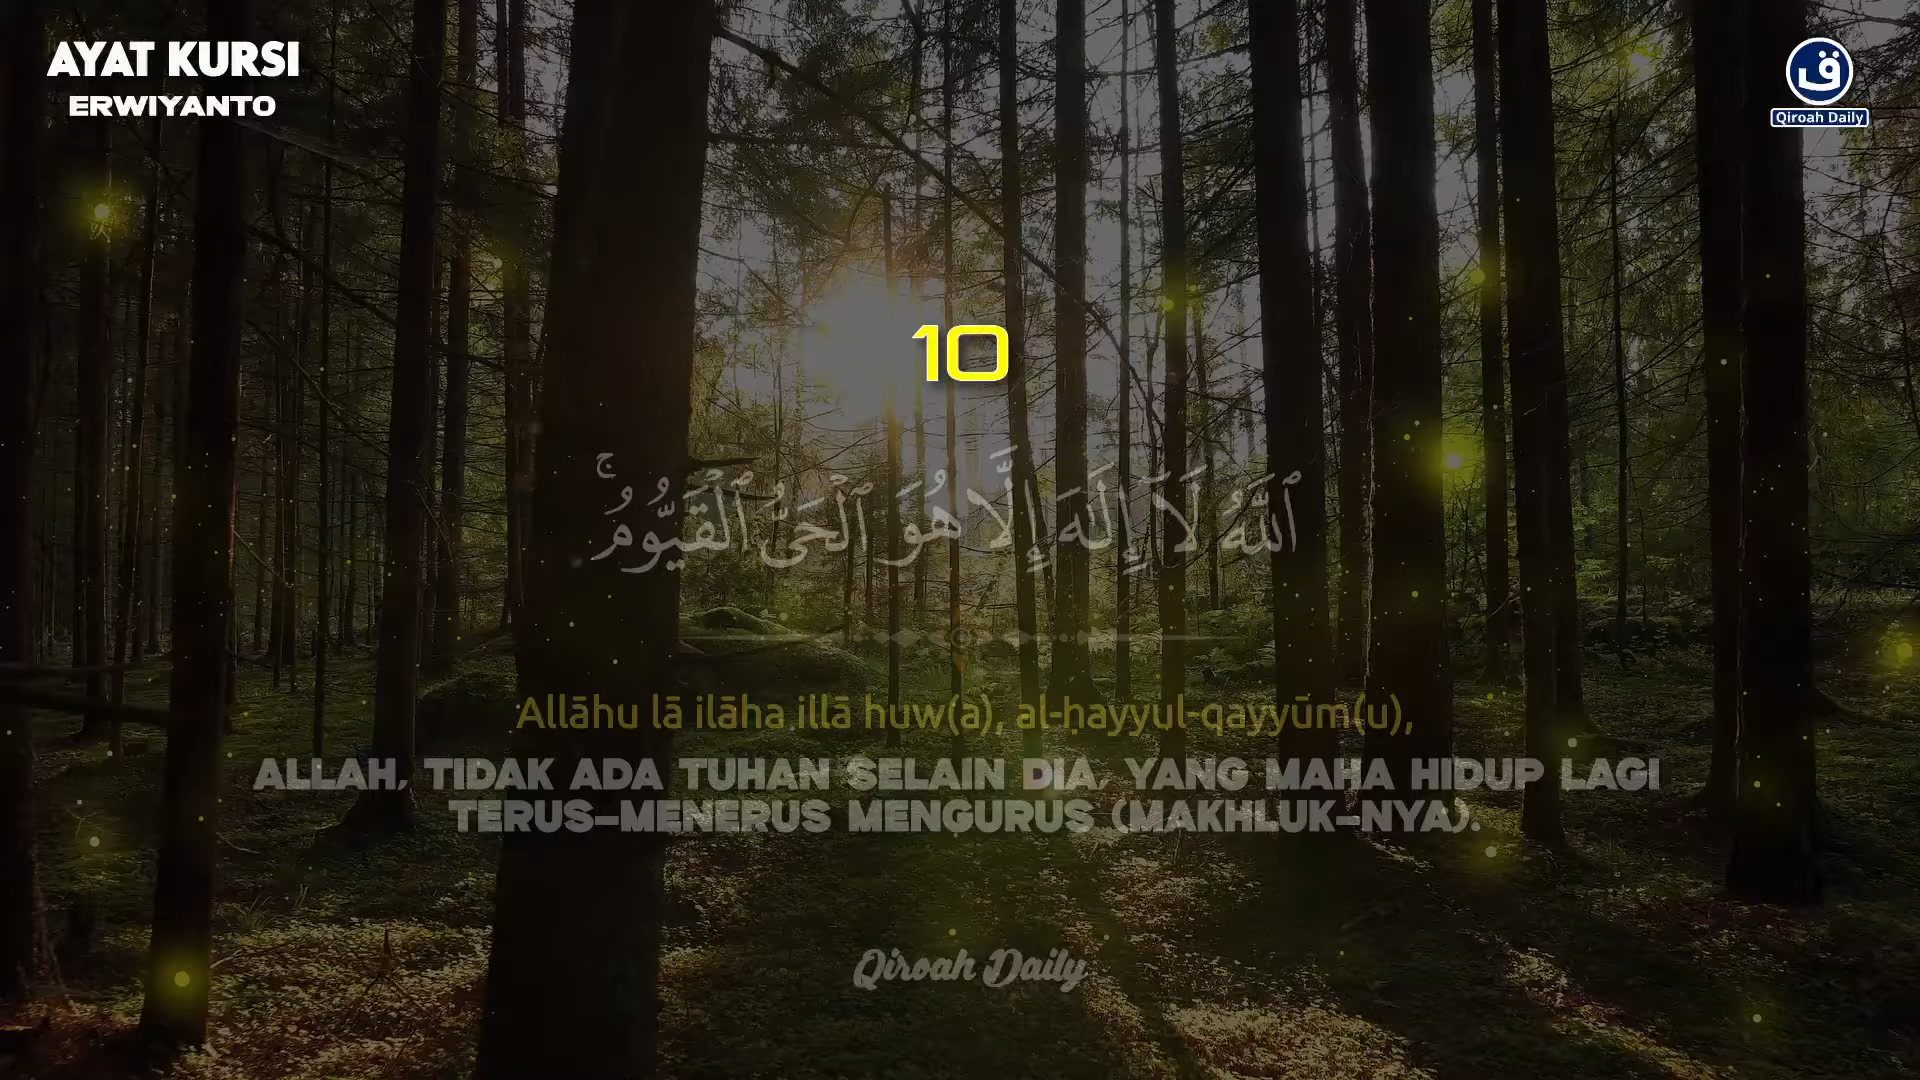 AYAT KURSI
ERWIYANTO
ق
Qiroah Daily
10
ٱللَّهُ لَآ إِلَٰهَ إِلَّا هُوَ ٱلْحَىُّ ٱلْقَيُّومُ ۚ
Allāhu lā ilāha illā huw(a), al-ḥayyul-qayyūm(u),
ALLAH, TIDAK ADA TUHAN SELAIN DIA, YANG MAHA HIDUP LAGI
TERUS-MENERUS MENGURUS (MAKHLUK-NYA).
Qiroah Daily